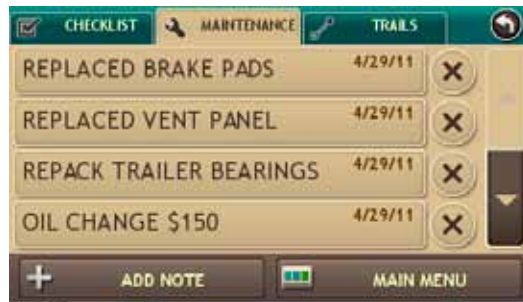 CHECKLIST MAINTENANCE TRAILS
REPLACED BRAKE PADS 4/29/11
REPLACED VENT PANEL 4/29/11
REPACK TRAILER BEARINGS 4/29/11
OIL CHANGE $150 4/29/11
ADD NOTE MAIN MENU